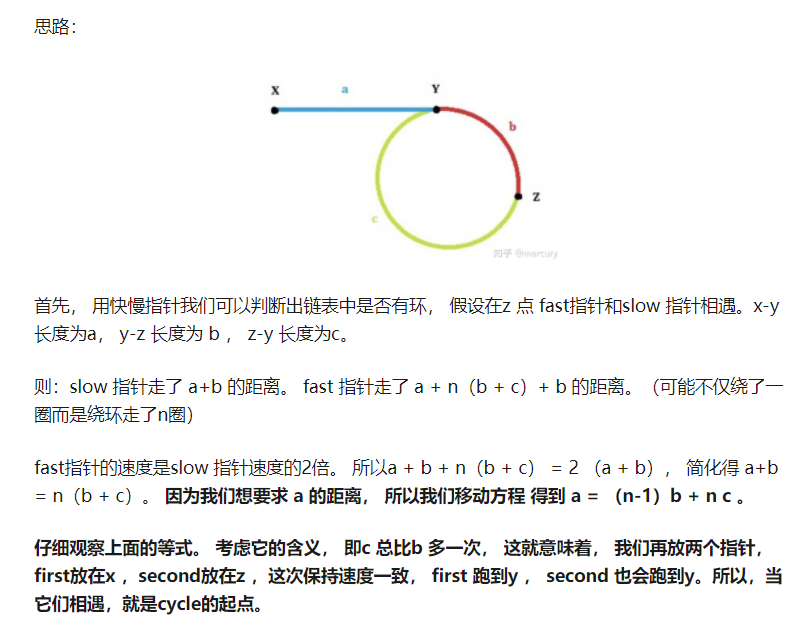 思路：
X a Y
b
Z
c
知乎 @mercury
首先， 用快慢指针我们可以判断出链表中是否有环， 假设在z 点 fast指针和slow 指针相遇。x-y
长度为a， y-z 长度为 b ， z-y 长度为c。
则：slow 指针走了 a+b 的距离。 fast 指针走了 a + n（b + c）+ b 的距离。（可能不仅绕了一
圈而是绕环走了n圈）
fast指针的速度是slow 指针速度的2倍。 所以a + b + n（b + c） = 2 （a + b）， 简化得 a+b
= n（b + c）。 因为我们想要求 a 的距离， 所以我们移动方程 得到 a = （n-1）b + n c 。
仔细观察上面的等式。 考虑它的含义， 即c 总比b 多一次， 这就意味着， 我们再放两个指针，
first放在x ，second放在z ，这次保持速度一致， first 跑到y ， second 也会跑到y。所以，当
它们相遇，就是cycle的起点。